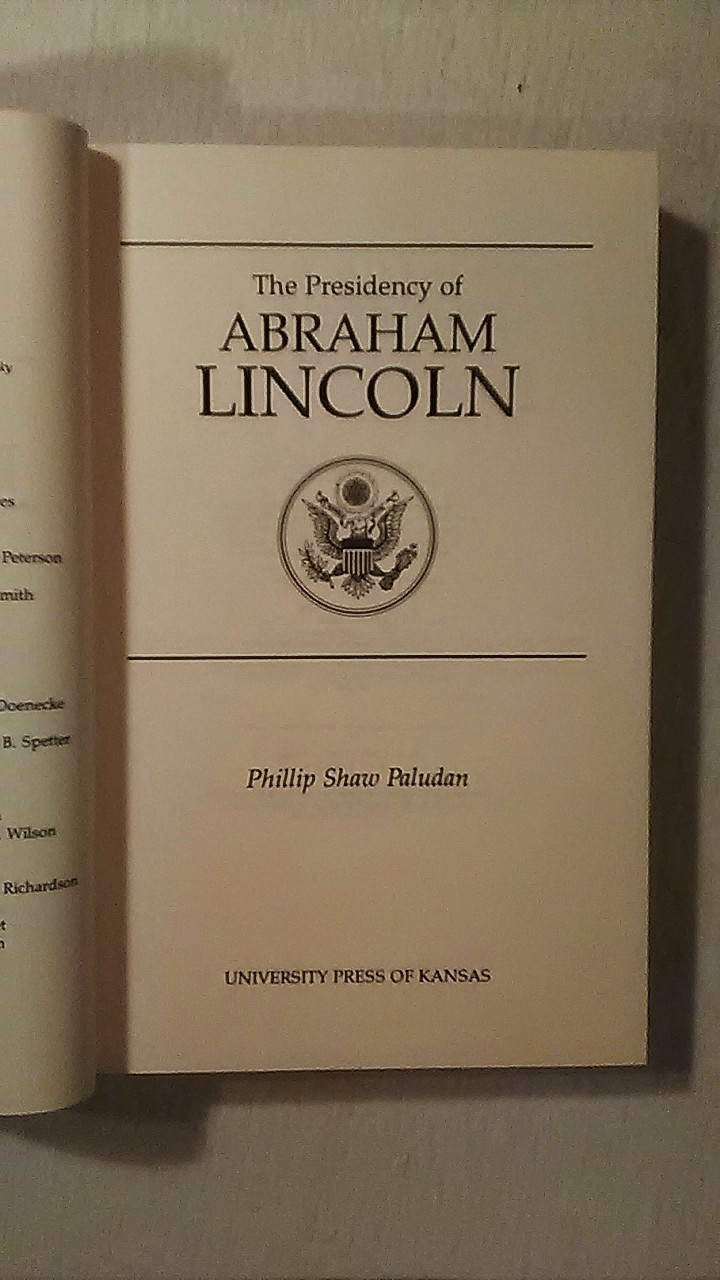 Peterson
Doenecke
B. Spetter
Wilson
Richardson
The Presidency of
ABRAHAM
LINCOLN
Phillip Shaw Paludan
UNIVERSITY PRESS OF KANSAS